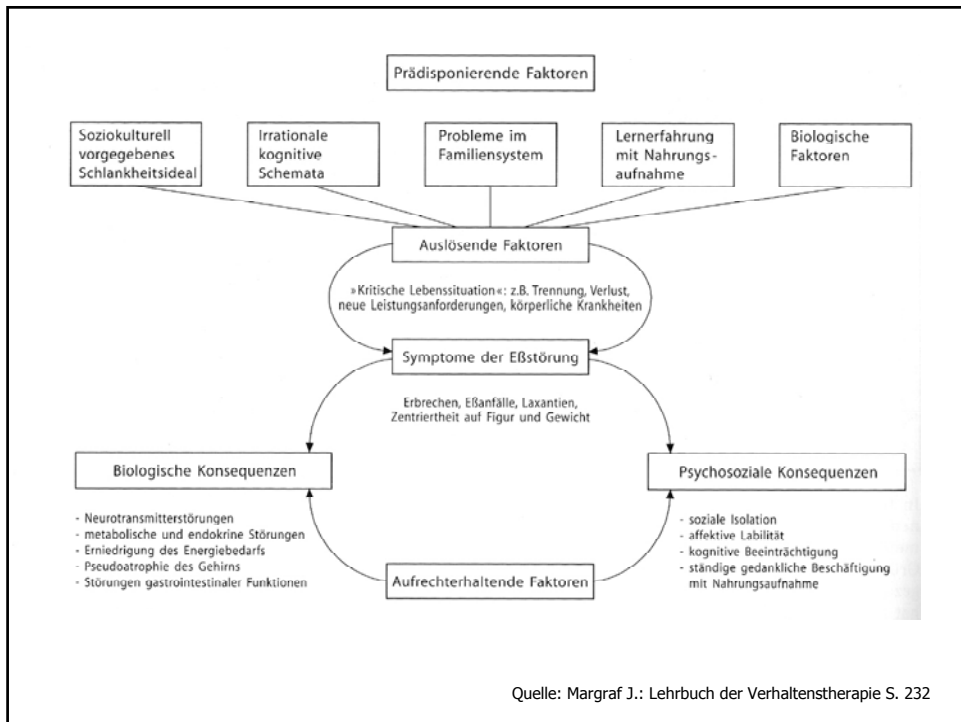 Prädisponierende Faktoren
Soziokulturell
vorgegebenes
Schlankheitsideal
Irrationale
kognitive
Schemata
Probleme im
Familiensystem
Lernerfahrung
mit Nahrungs-
aufnahme
Biologische
Faktoren
Auslösende Faktoren
»Kritische Lebenssituation«: z.B. Trennung, Verlust,
neue Leistungsanforderungen, körperliche Krankheiten
Symptome der Eßstörung
Erbrechen, Eßanfälle, Laxantien,
Zentriertheit auf Figur und Gewicht
Biologische Konsequenzen
- Neurotransmitterstörungen
- metabolische und endokrine Störungen
- Erniedrigung des Energiebedarfs
- Pseudoatrophie des Gehirns
- Störungen gastrointestinaler Funktionen
Psychosoziale Konsequenzen
- soziale Isolation
- affektive Labilität
- kognitive Beeinträchtigung
- ständige gedankliche Beschäftigung
mit Nahrungsaufnahme
Aufrechterhaltende Faktoren
Quelle: Margraf J.: Lehrbuch der Verhaltenstherapie S. 232